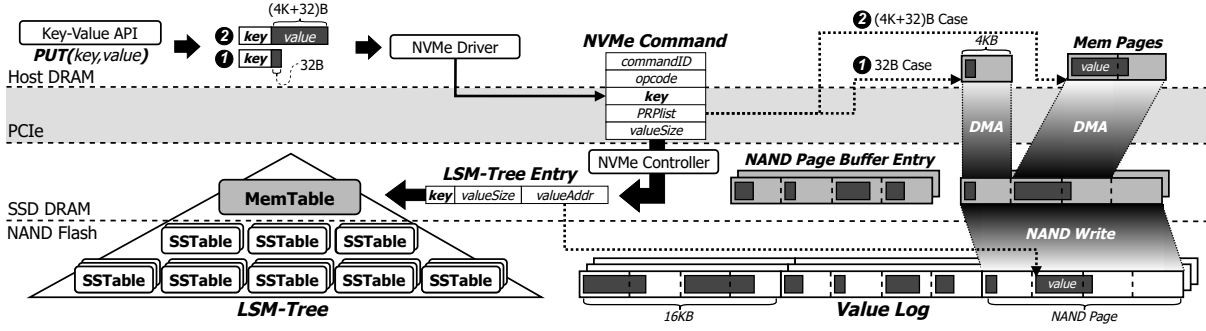 (4K+32)B
Key-Value API
PUT(key,value)
2 key value
1 key
32B
NVMe Driver
NVMe Command
commandID
opcode
key
PRPlist
valueSize
2 (4K+32)B Case
1 32B Case
4KB
Mem Pages
value
Host DRAM
PCIe
DMA
DMA
NVMe Controller
LSM-Tree Entry
key valueSize valueAddr
NAND Page Buffer Entry
MemTable
SSD DRAM
NAND Flash
SSTable SSTable SSTable
SSTable SSTable SSTable SSTable SSTable
LSM-Tree
NAND Write
value
16KB
Value Log
NAND Page